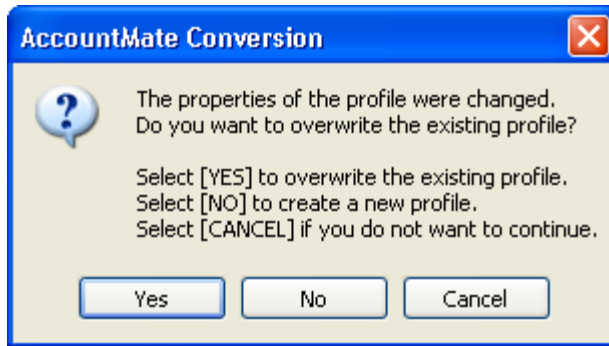 AccountMate Conversion
The properties of the profile were changed.
Do you want to overwrite the existing profile?
Select [YES] to overwrite the existing profile.
Select [NO] to create a new profile.
Select [CANCEL] if you do not want to continue.
Yes
No
Cancel